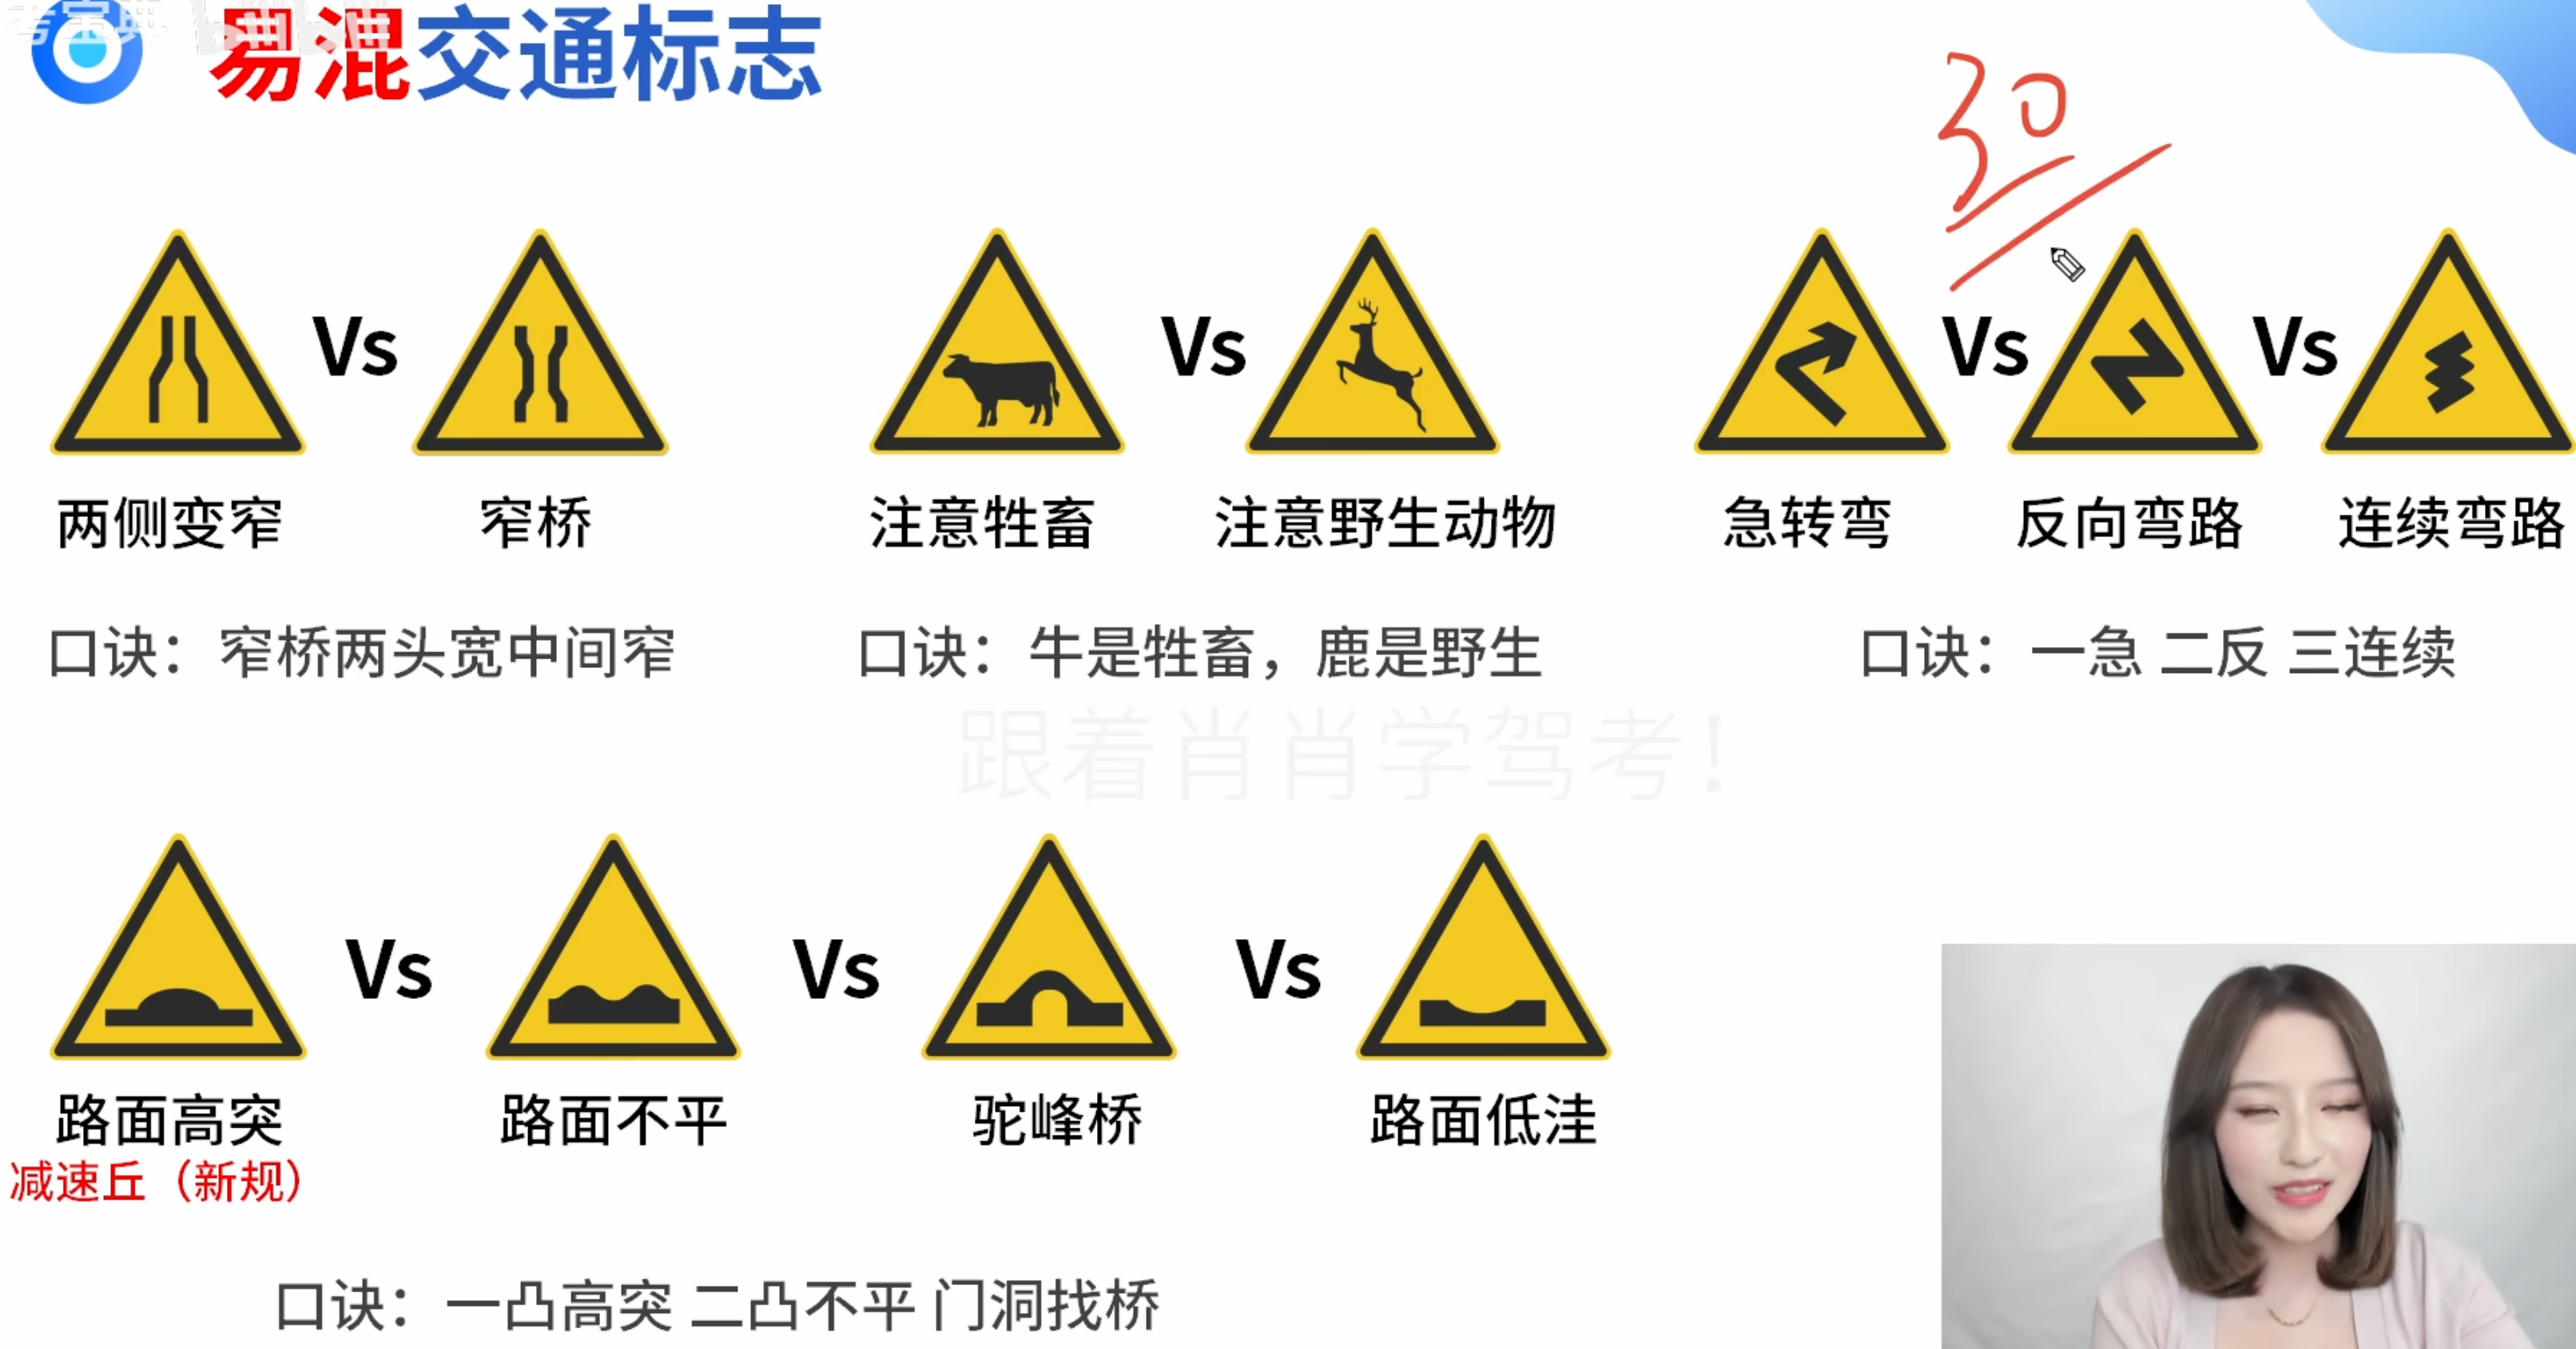 考宝典 bilibili
易混交通标志
30
Vs Vs Vs Vs
两侧变窄 窄桥 注意牲畜 注意野生动物 急转弯 反向弯路 连续弯路
口诀：窄桥两头宽中间窄 口诀：牛是牲畜，鹿是野生 口诀：一急 二反 三连续
跟着肖肖学驾考！
Vs Vs Vs
路面高突 路面不平 驼峰桥 路面低洼
减速丘（新规）
口诀：一凸高突 二凸不平 门洞找桥